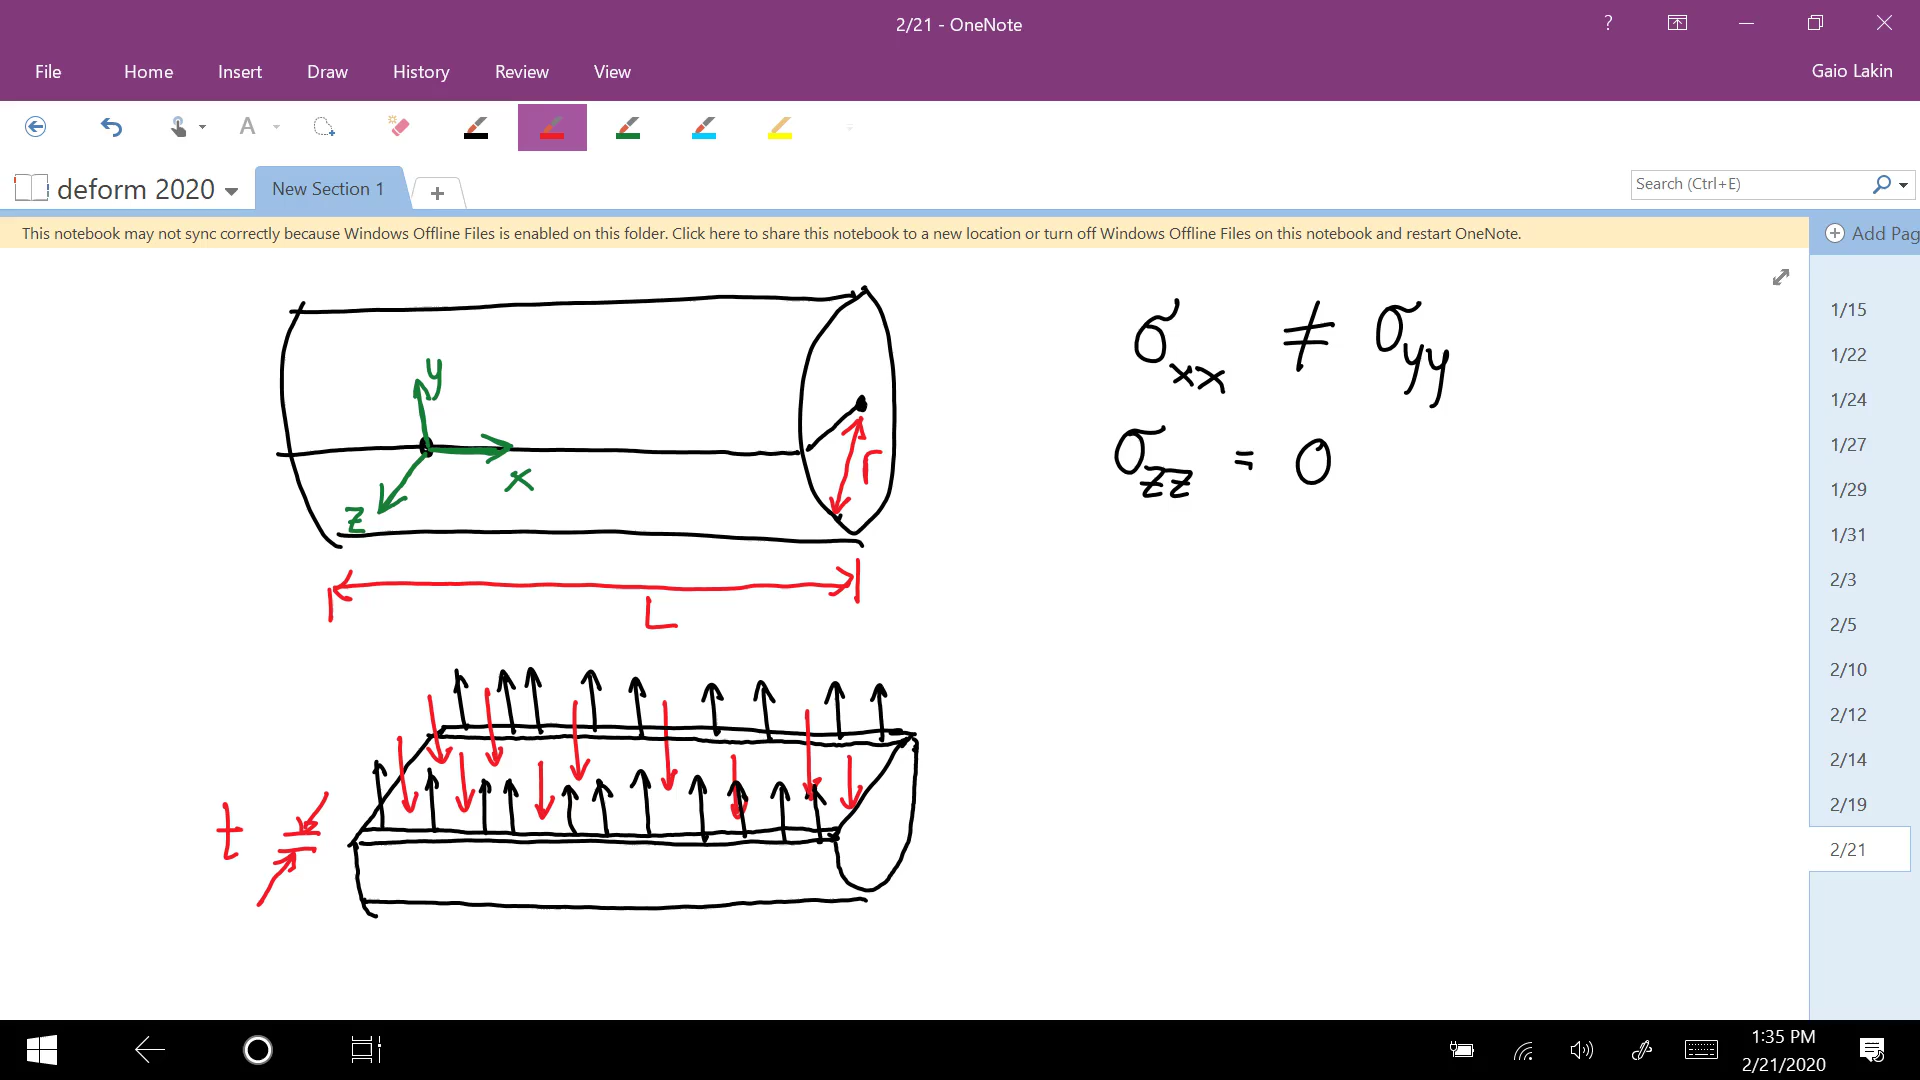 2/21 - OneNote
?
File Home Insert Draw History Review View
Gaio Lakin
A
deform 2020
New Section 1
+
Search (Ctrl+E)
This notebook may not sync correctly because Windows Offline Files is enabled on this folder. Click here to share this notebook to a new location or turn off Windows Offline Files on this notebook and restart OneNote.
Add Pag
1/15
1/22
1/24
1/27
1/29
1/31
2/3
2/5
2/10
2/12
2/14
2/19
2/21
y
x
z
r
L
t
σxx ≠ σyy
σzz = 0
1:35 PM
2/21/2020